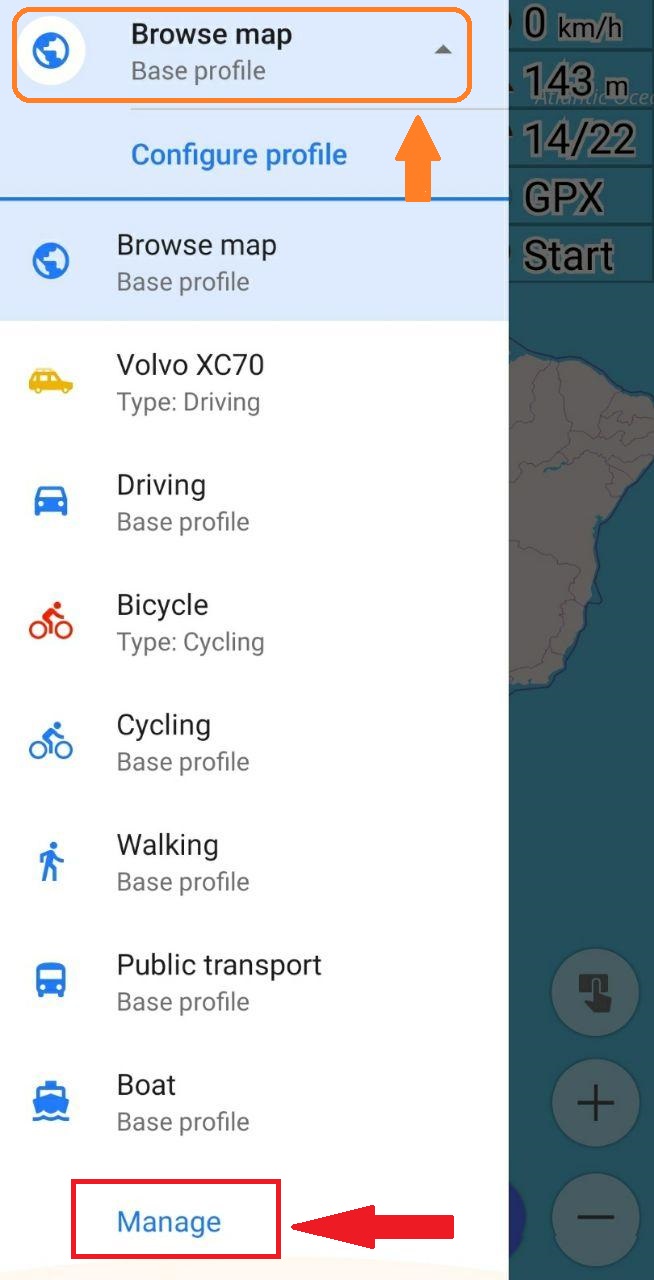 Browse map
Base profile
Configure profile
Browse map
Base profile
Volvo XC70
Type: Driving
Driving
Base profile
Bicycle
Type: Cycling
Cycling
Base profile
Walking
Base profile
Public transport
Base profile
Boat
Base profile
Manage
0 km/h
143 m
Atlantic Ocea
14/22
GPX
Start